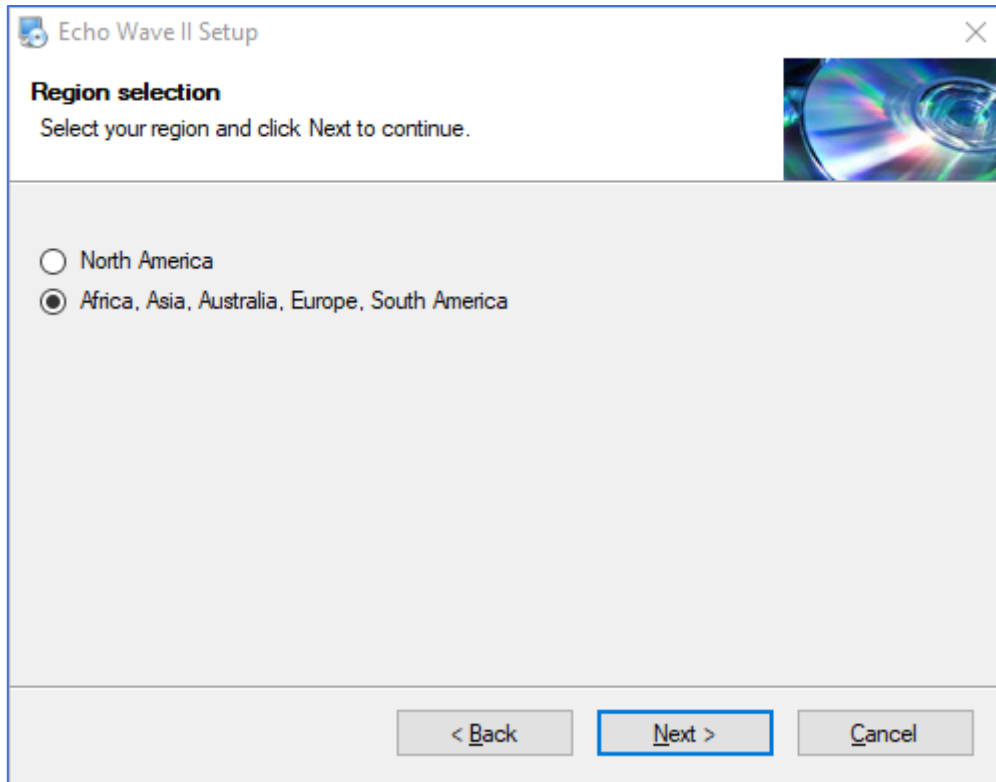 Echo Wave II Setup
Region selection
Select your region and click Next to continue.
North America
Africa, Asia, Australia, Europe, South America
< Back
Next >
Cancel